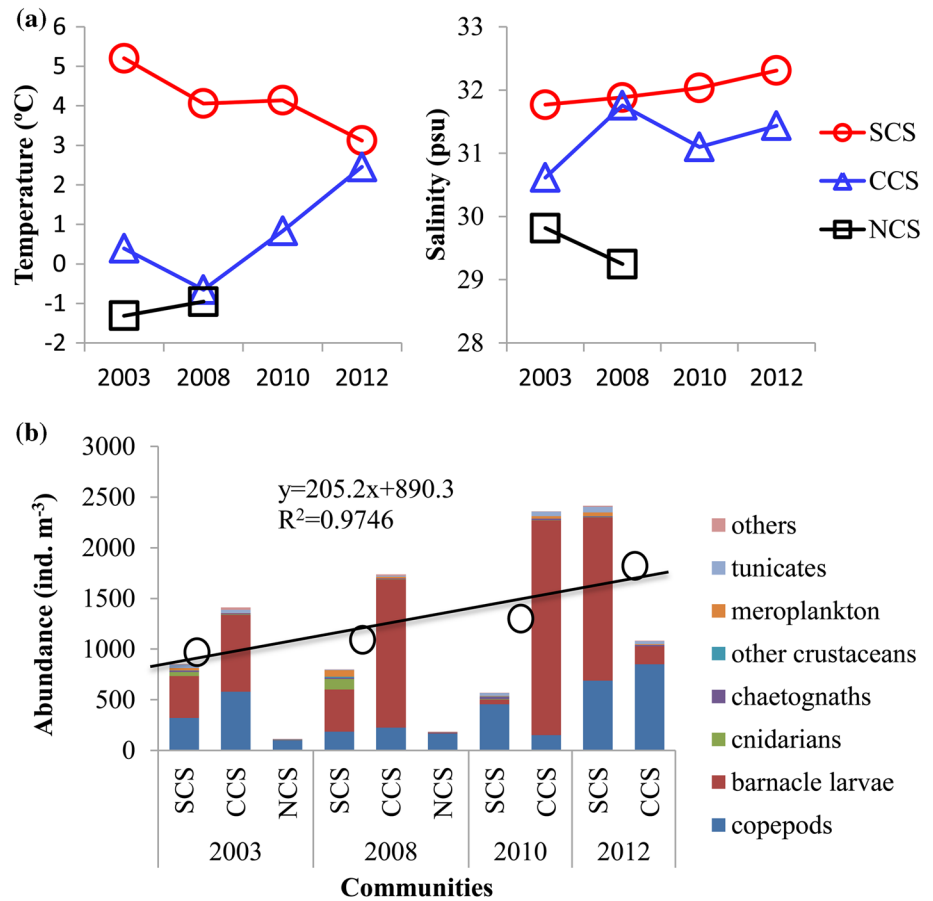 (a)
Temperature (ºC)
6
5
4
3
2
1
0
-1
-2
2003 2008 2010 2012
Salinity (psu)
33
32
31
30
29
28
2003 2008 2010 2012
SCS
CCS
NCS
(b)
Abundance (ind. m-3)
3000
2500
2000
1500
1000
500
0
y=205.2x+890.3
R2=0.9746
SCS CCS NCS SCS CCS NCS SCS CCS SCS CCS
2003 2008 2010 2012
Communities
others
tunicates
meroplankton
other crustaceans
chaetognaths
cnidarians
barnacle larvae
copepods